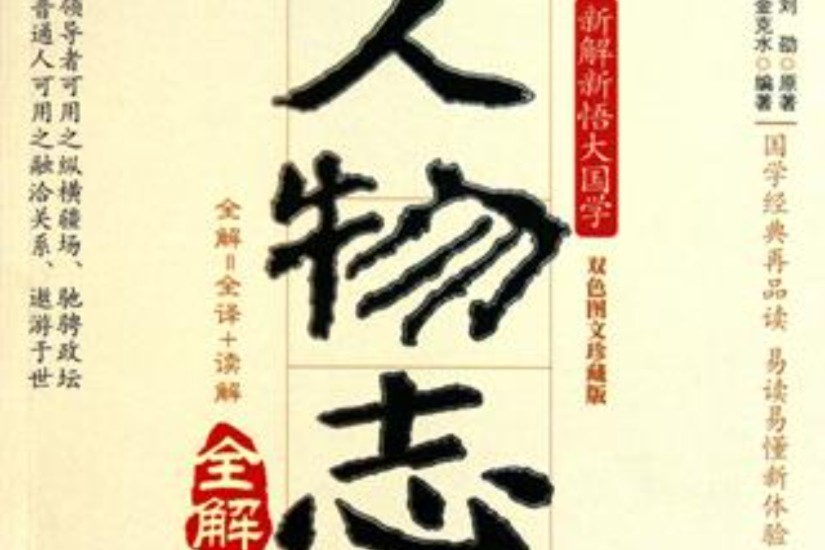 刘劭○原著
金克水○编著
国学经典再品读 易读易懂新体验
新解新悟大国学
双色图文珍藏版
人物志
全解=全译+读解
全解
领导者可用之纵横疆场、驰骋政坛
普通人可用之融洽关系、遨游于世